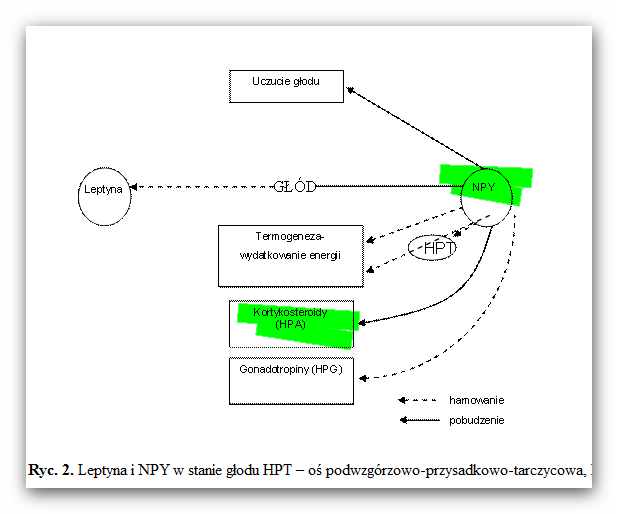 Uczucie głodu
Leptyna
GŁÓD
NPY
Termogeneza-
wydatkowanie energii
HPT
Kortykosteroidy
(HPA)
Gonadotropiny (HPG)
hamowanie
pobudzenie
Ryc. 2. Leptyna i NPY w stanie głodu HPT – oś podwzgórzowo-przysadkowo-tarczycowa,